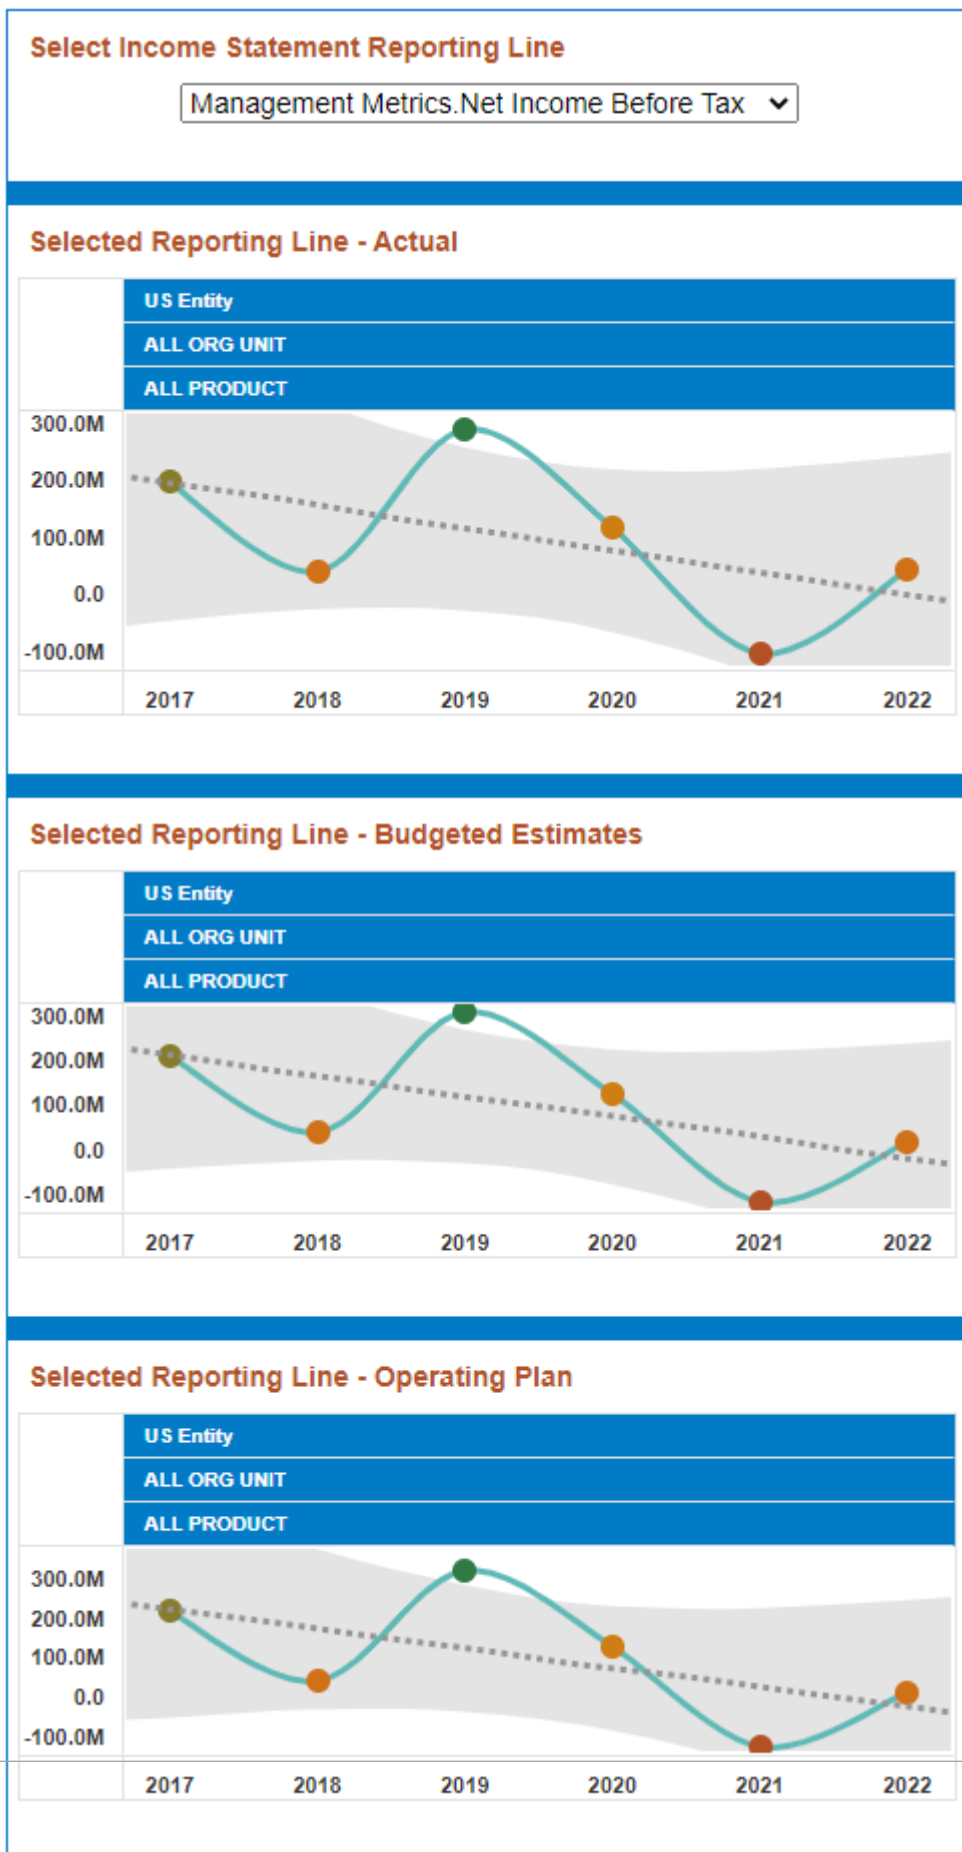 Select Income Statement Reporting Line
Management Metrics.Net Income Before Tax
Selected Reporting Line - Actual
US Entity
ALL ORG UNIT
ALL PRODUCT
300.0M
200.0M
100.0M
0.0
-100.0M
2017 2018 2019 2020 2021 2022
Selected Reporting Line - Budgeted Estimates
US Entity
ALL ORG UNIT
ALL PRODUCT
300.0M
200.0M
100.0M
0.0
-100.0M
2017 2018 2019 2020 2021 2022
Selected Reporting Line - Operating Plan
US Entity
ALL ORG UNIT
ALL PRODUCT
300.0M
200.0M
100.0M
0.0
-100.0M
2017 2018 2019 2020 2021 2022